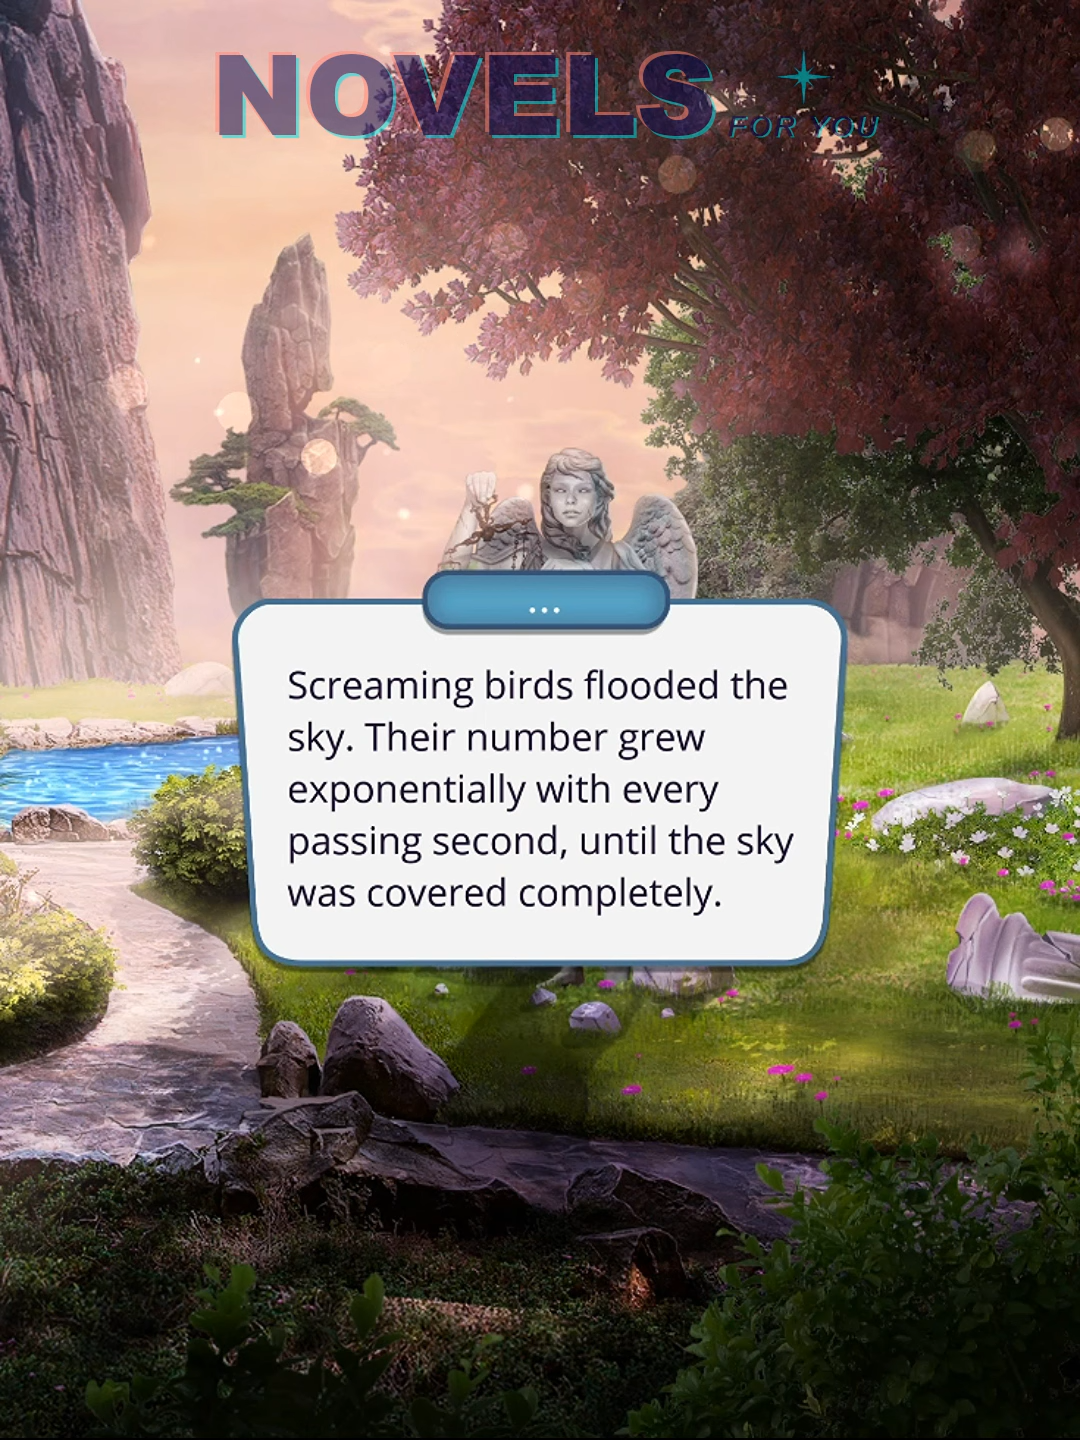 NOVELS
FOR YOU
...
Screaming birds flooded the
sky. Their number grew
exponentially with every
passing second, until the sky
was covered completely.